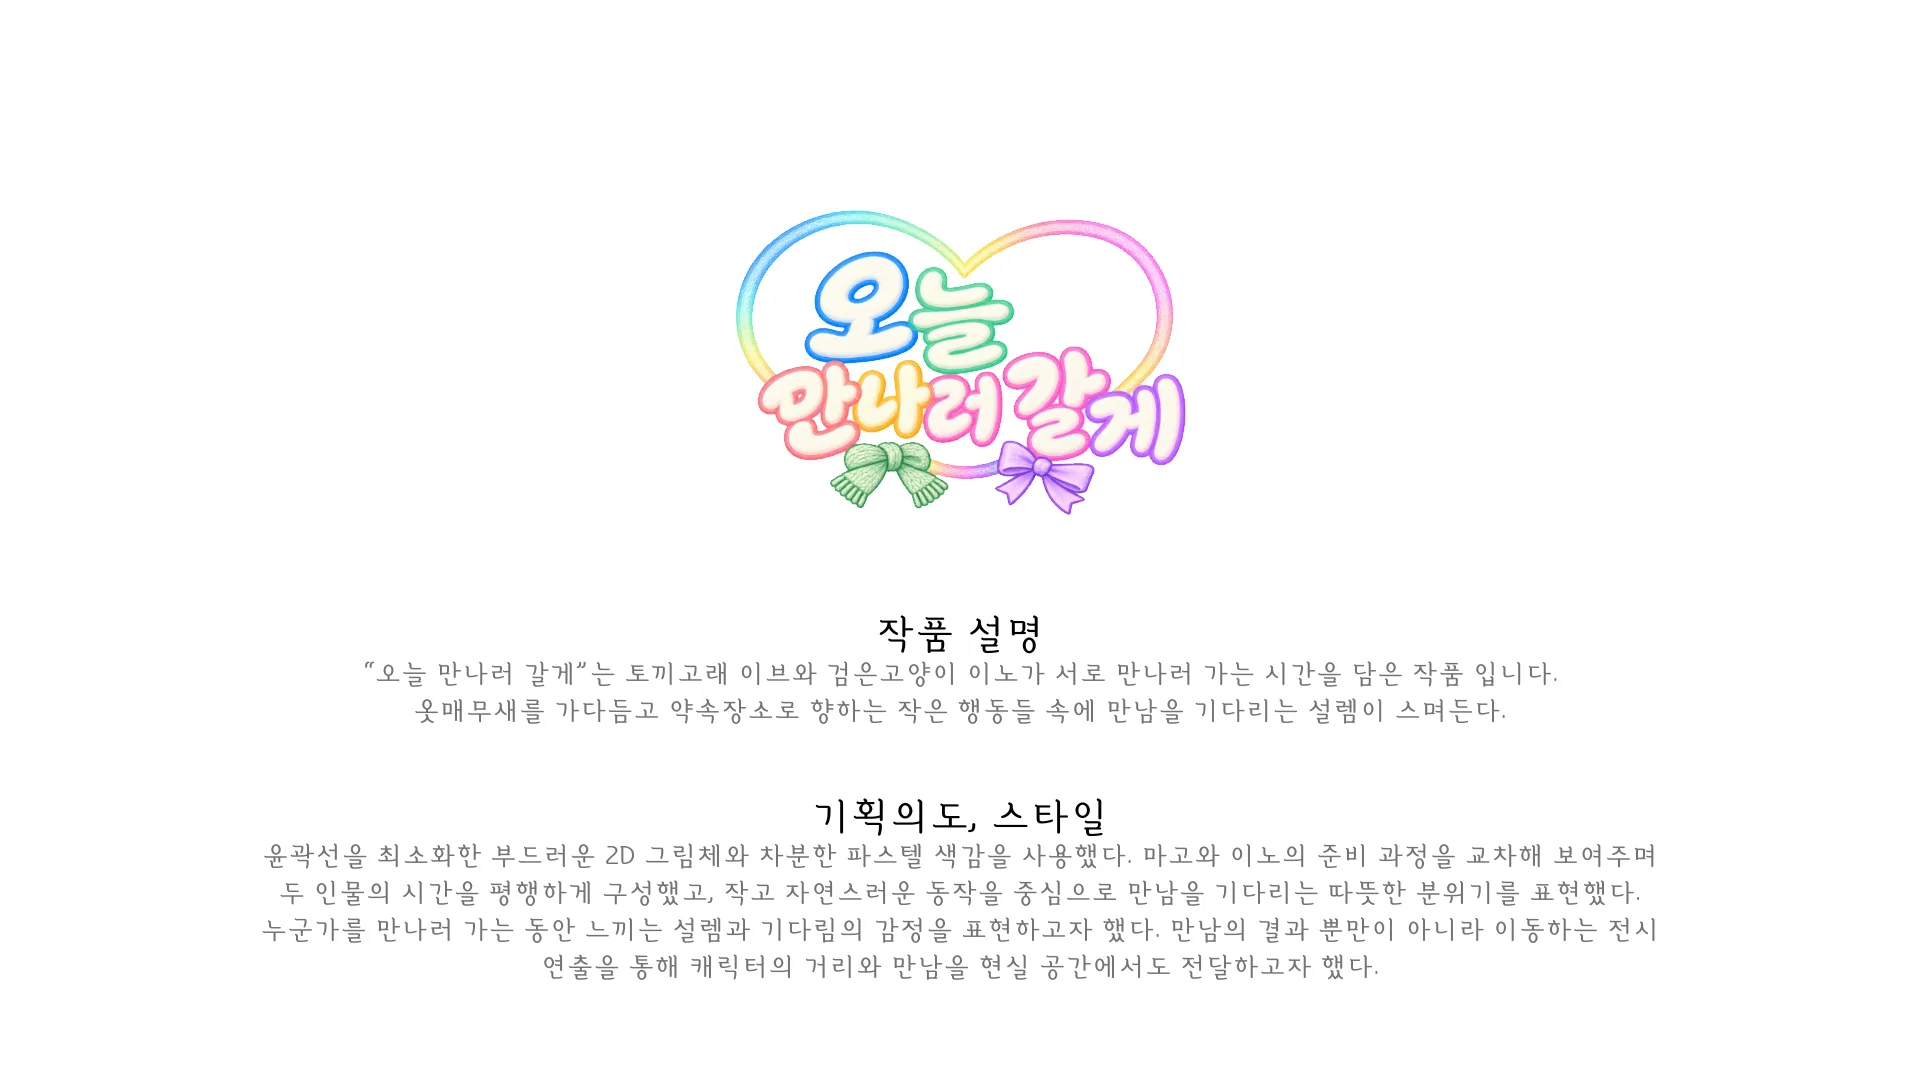 오늘
만나러 갈게
작품 설명
“오늘 만나러 갈게”는 토끼고래 이브와 검은고양이 이노가 서로 만나러 가는 시간을 담은 작품 입니다.
옷매무새를 가다듬고 약속장소로 향하는 작은 행동들 속에 만남을 기다리는 설렘이 스며든다.
기획의도, 스타일
윤곽선을 최소화한 부드러운 2D 그림체와 차분한 파스텔 색감을 사용했다. 마고와 이노의 준비 과정을 교차해 보여주며
두 인물의 시간을 평행하게 구성했고, 작고 자연스러운 동작을 중심으로 만남을 기다리는 따뜻한 분위기를 표현했다.
누군가를 만나러 가는 동안 느끼는 설렘과 기다림의 감정을 표현하고자 했다. 만남의 결과 뿐만이 아니라 이동하는 전시
연출을 통해 캐릭터의 거리와 만남을 현실 공간에서도 전달하고자 했다.